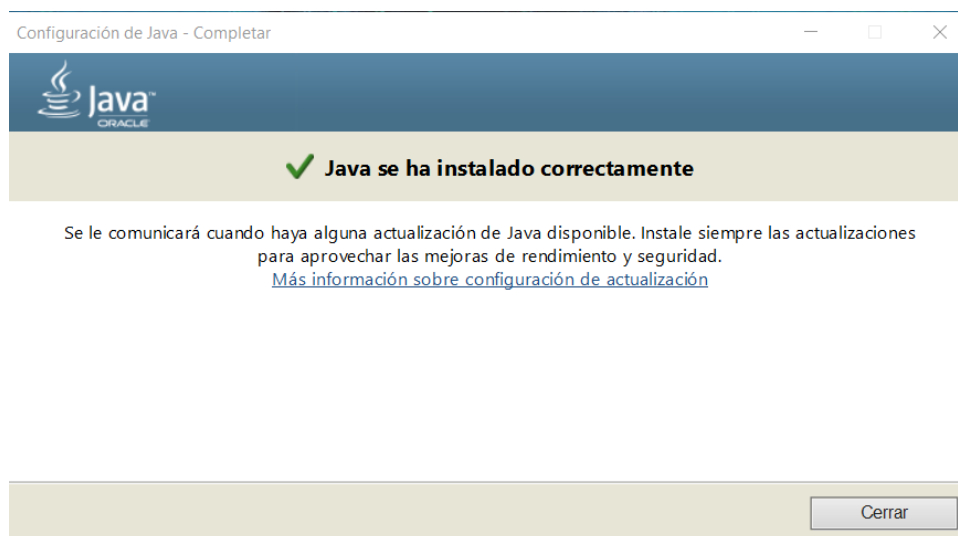 Configuración de Java - Completar
Java™
ORACLE
Java se ha instalado correctamente
Se le comunicará cuando haya alguna actualización de Java disponible. Instale siempre las actualizaciones
para aprovechar las mejoras de rendimiento y seguridad.
Más información sobre configuración de actualización
Cerrar